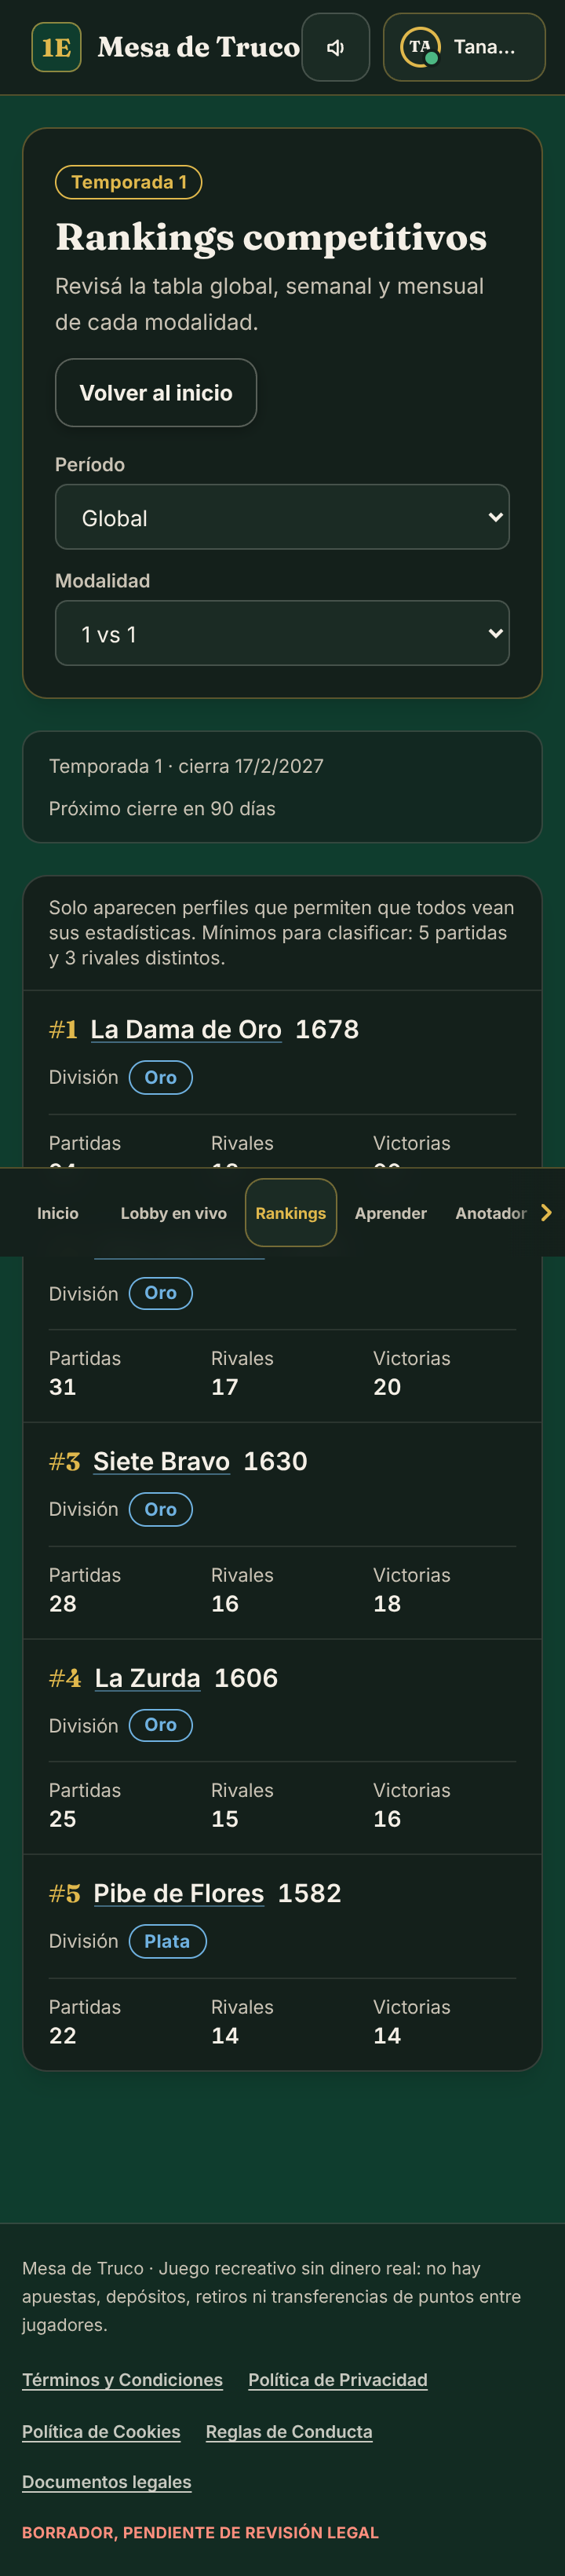 1E Mesa de Truco TA Tana...
Temporada 1
Rankings competitivos
Revisá la tabla global, semanal y mensual
de cada modalidad.
Volver al inicio
Período
Global
Modalidad
1 vs 1
Temporada 1 · cierra 17/2/2027
Próximo cierre en 90 días
Solo aparecen perfiles que permiten que todos vean
sus estadísticas. Mínimos para clasificar: 5 partidas
y 3 rivales distintos.
#1 La Dama de Oro 1678
División Oro
Partidas Rivales Victorias
Inicio Lobby en vivo Rankings Aprender Anotador
División Oro
Partidas Rivales Victorias
31 17 20
#3 Siete Bravo 1630
División Oro
Partidas Rivales Victorias
28 16 18
#4 La Zurda 1606
División Oro
Partidas Rivales Victorias
25 15 16
#5 Pibe de Flores 1582
División Plata
Partidas Rivales Victorias
22 14 14
Mesa de Truco · Juego recreativo sin dinero real: no hay
apuestas, depósitos, retiros ni transferencias de puntos entre
jugadores.
Términos y Condiciones Política de Privacidad
Política de Cookies Reglas de Conducta
Documentos legales
BORRADOR, PENDIENTE DE REVISIÓN LEGAL